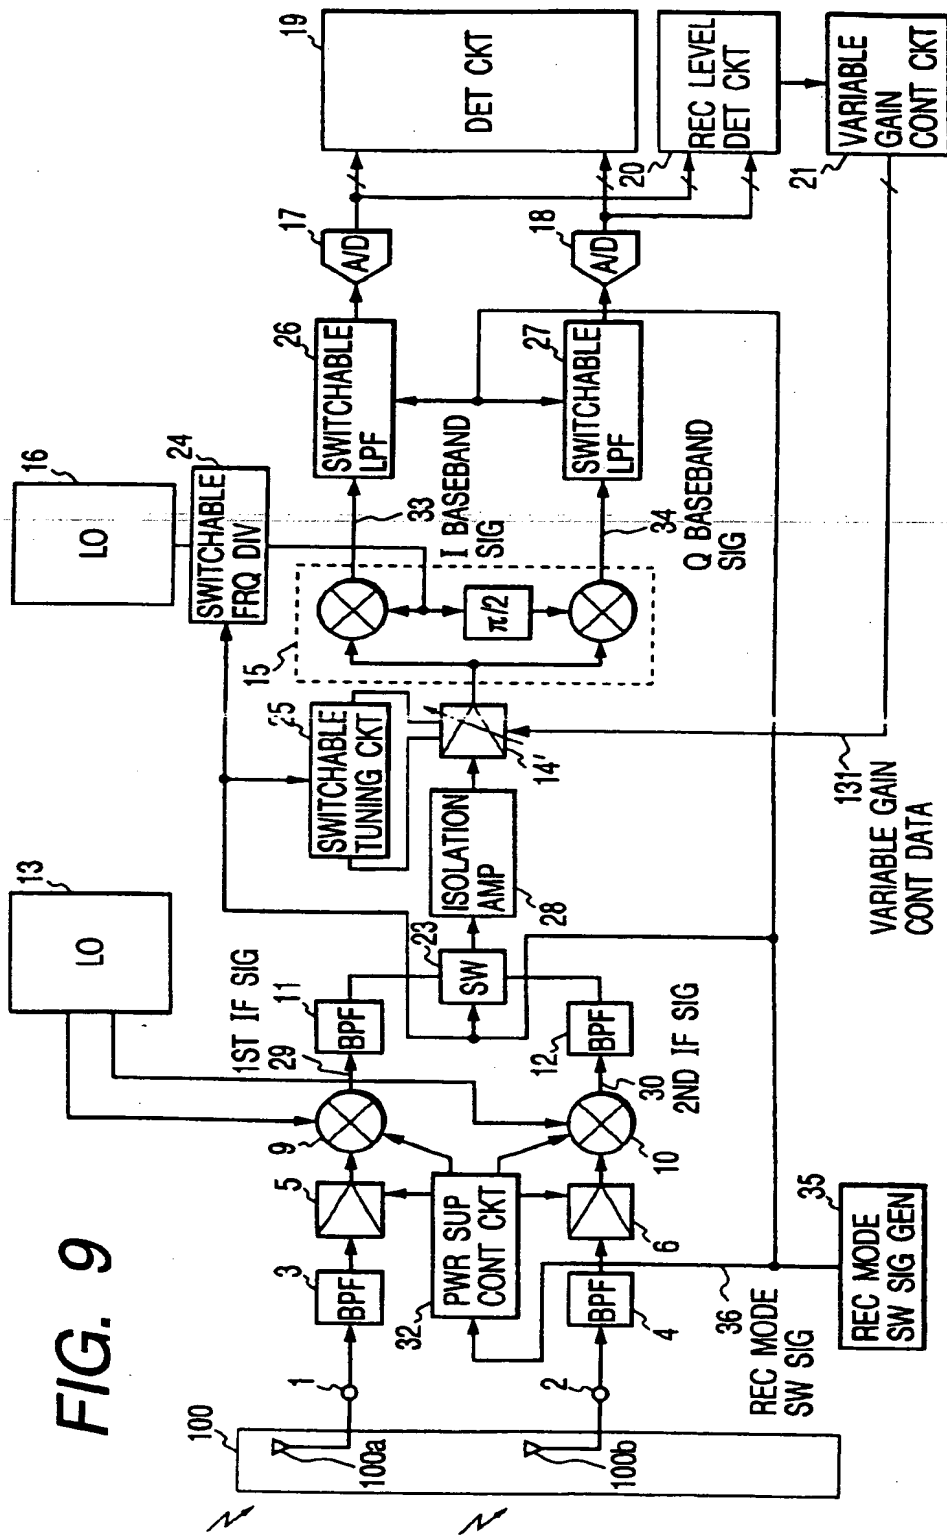 FIG. 9
100
100a
100b
1
2
3
BPF
4
BPF
5
6
32
PWR SUP
CONT CKT
9
10
13
LO
29
1ST IF SIG
30
2ND IF SIG
11
BPF
12
BPF
23
SW
28
ISOLATION
AMP
25
SWITCHABLE
TUNING CKT
14'
15
π/2
16
LO
24
SWITCHABLE
FRQ DIV
33
I BASEBAND
SIG
34
Q BASEBAND
SIG
26
SWITCHABLE
LPF
27
SWITCHABLE
LPF
17
A/D
18
A/D
19
DET CKT
20
REC LEVEL
DET CKT
21
VARIABLE
GAIN
CONT CKT
131
VARIABLE GAIN
CONT DATA
36
REC MODE
SW SIG
35
REC MODE
SW SIG GEN